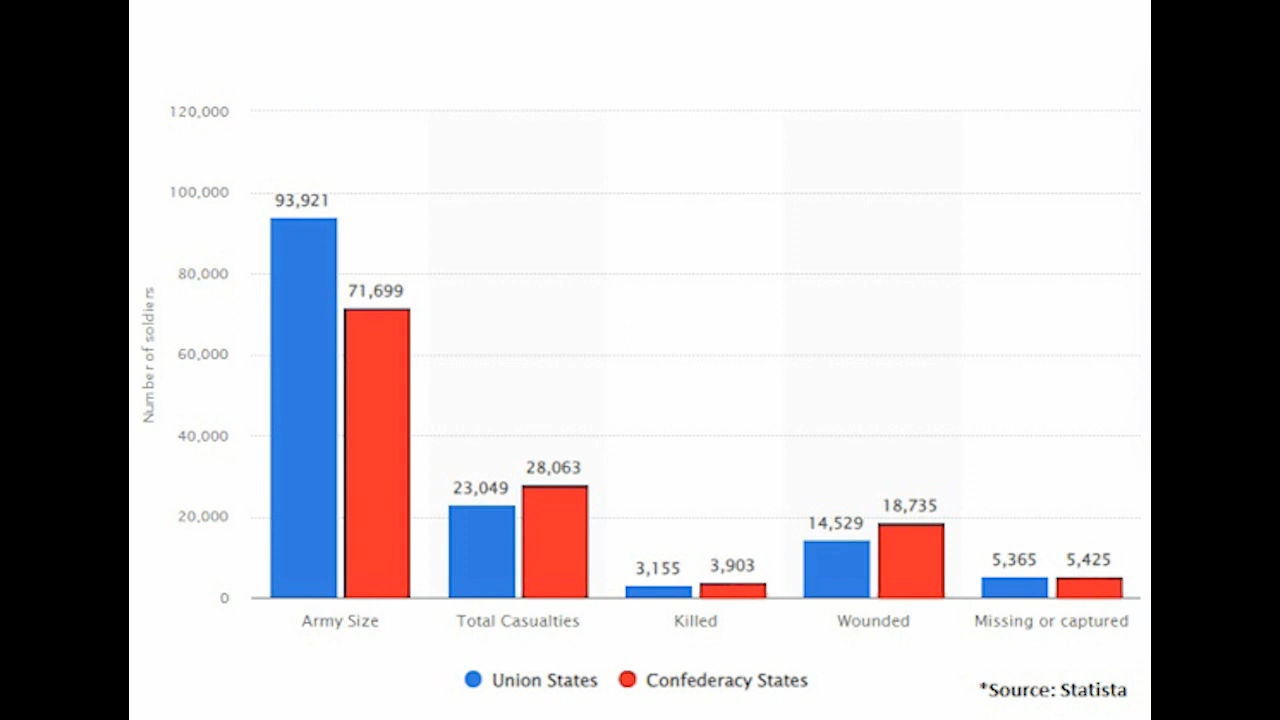 120,000
100,000
93,921
80,000
71,699
Number of soldiers
60,000
40,000
28,063
23,049
20,000
18,735
14,529
5,365
5,425
3,155
3,903
0
Army Size
Total Casualties
Killed
Wounded
Missing or captured
Union States
Confederacy States
*Source: Statista